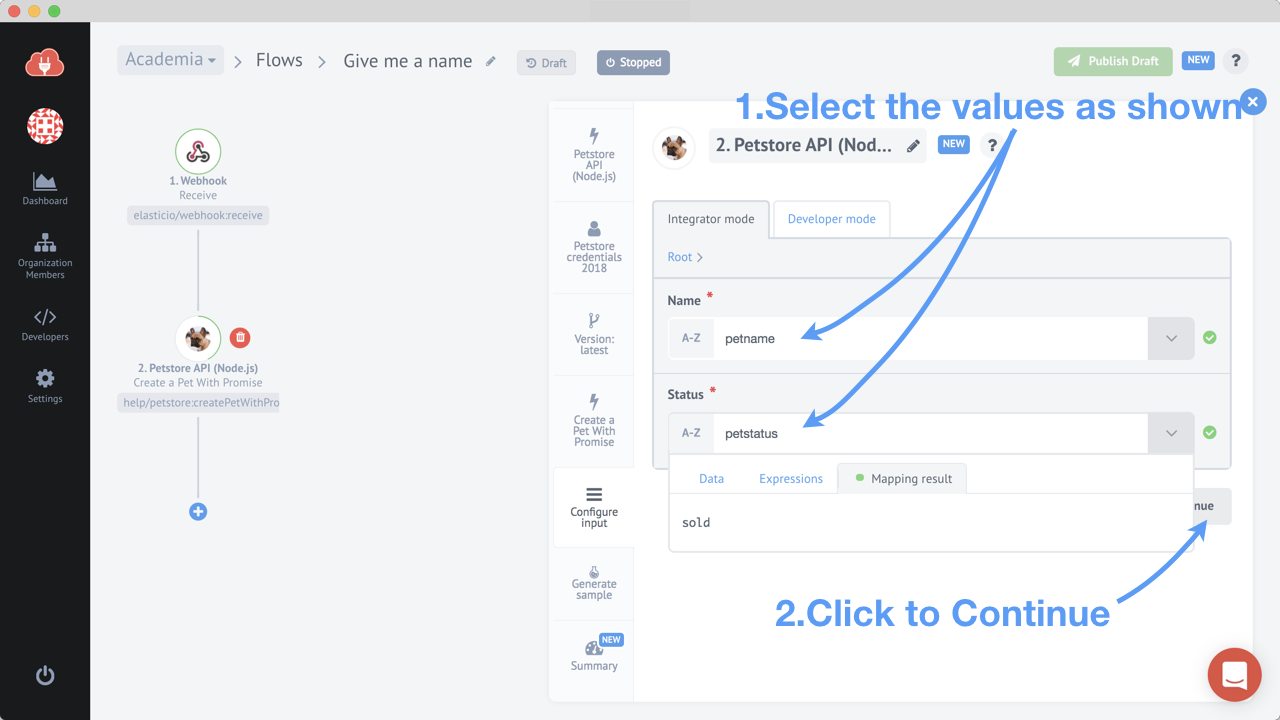 Academia
Flows
Give me a name
Draft
Stopped
Publish Draft
NEW
?
1.Select the values as shown
Dashboard
Organization
Members
Developers
Settings
1. Webhook
Receive
elasticio/webhook:receive
2. Petstore API (Node.js)
Create a Pet With Promise
help/petstore:createPetWithPro
Petstore
API
(Node.js)
Petstore
credentials
2018
Version:
latest
Create a
Pet With
Promise
Configure
input
Generate
sample
NEW
Summary
2. Petstore API (Nod...
NEW
?
Integrator mode
Developer mode
Root >
Name *
A-Z
petname
Status *
A-Z
petstatus
Data
Expressions
Mapping result
sold
nue
2.Click to Continue